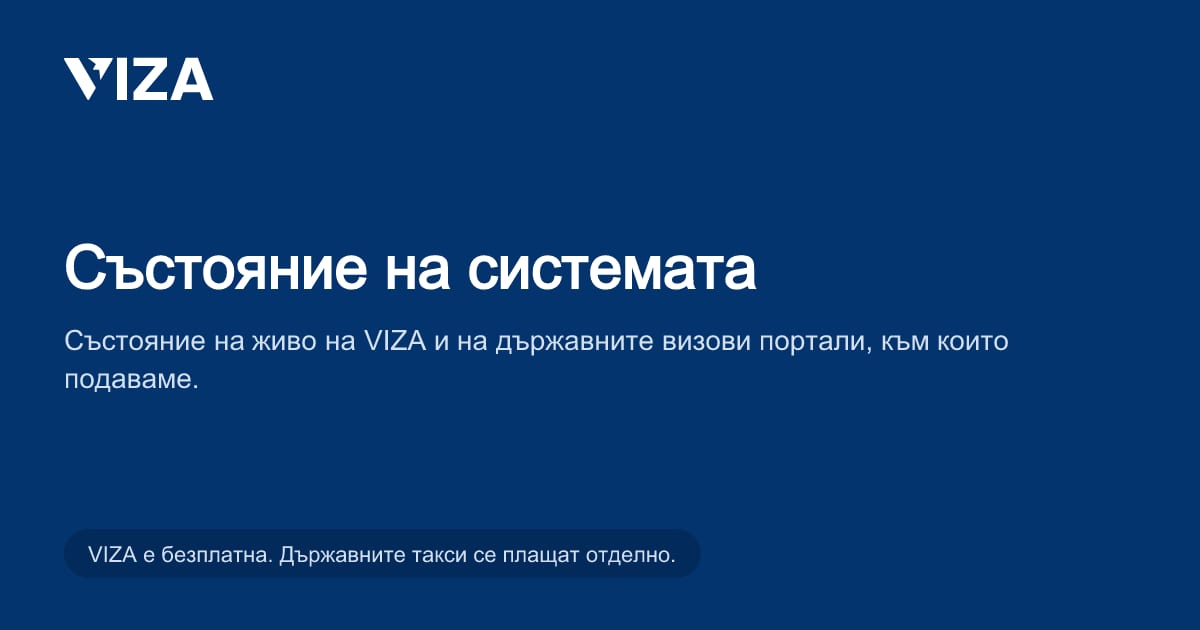 VIZA
Състояние на системата
Състояние на живо на VIZA и на държавните визови портали, към които
подаваме.
VIZA е безплатна. Държавните такси се плащат отделно.